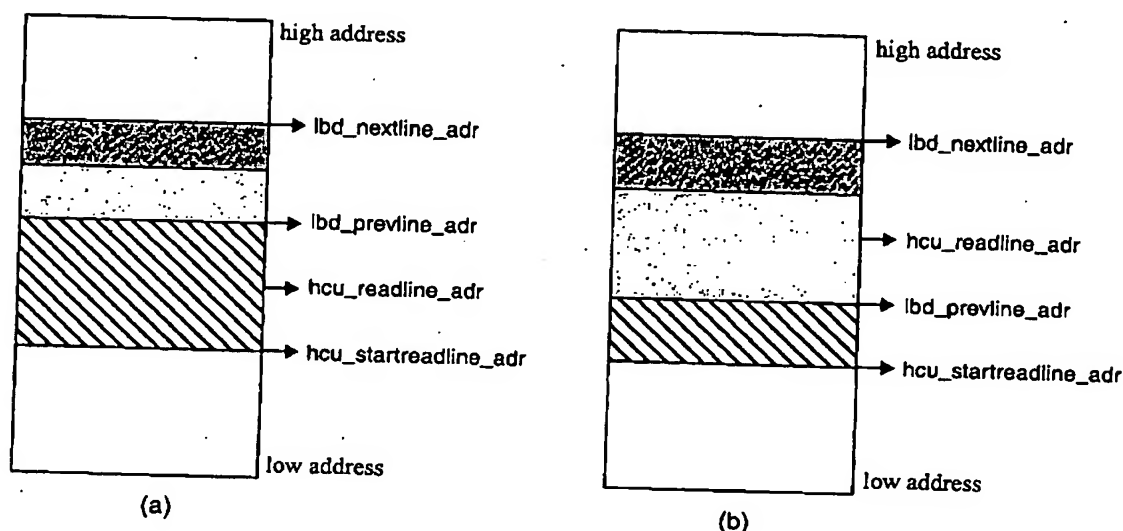 high address
lbd_nextline_adr
lbd_prevline_adr
hcu_readline_adr
hcu_startreadline_adr
low address
(a)
high address
lbd_nextline_adr
hcu_readline_adr
lbd_prevline_adr
hcu_startreadline_adr
low address
(b)